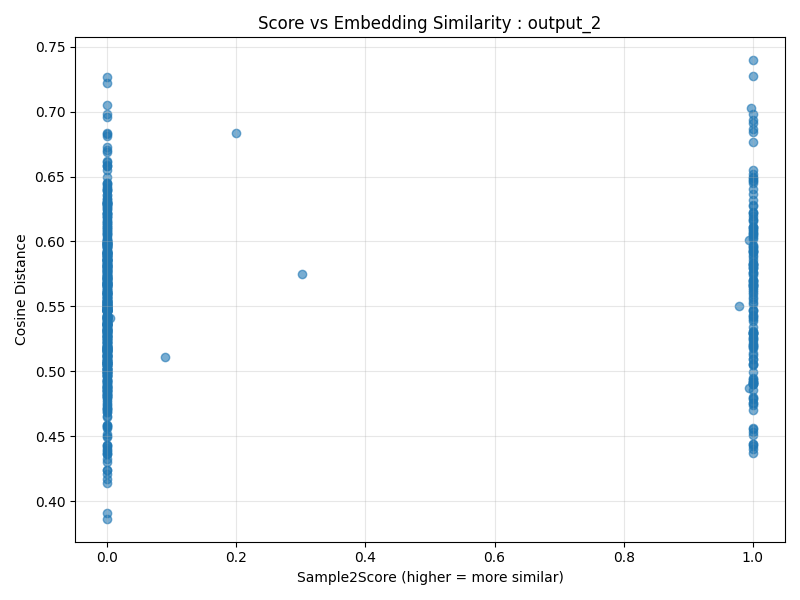 Score vs Embedding Similarity : output_2
Cosine Distance
0.75
0.70
0.65
0.60
0.55
0.50
0.45
0.40
0.0 0.2 0.4 0.6 0.8 1.0
Sample2Score (higher = more similar)